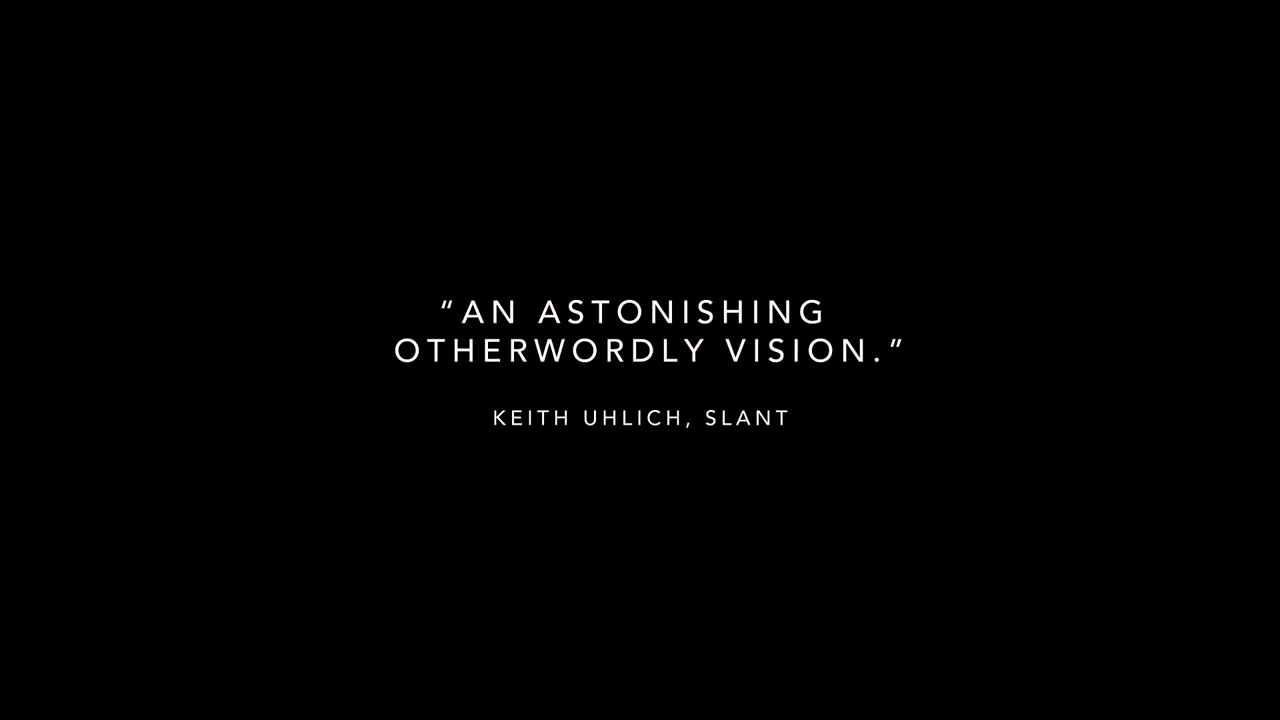 “AN ASTONISHING
OTHERWORDLY VISION.”
KEITH UHLICH, SLANT